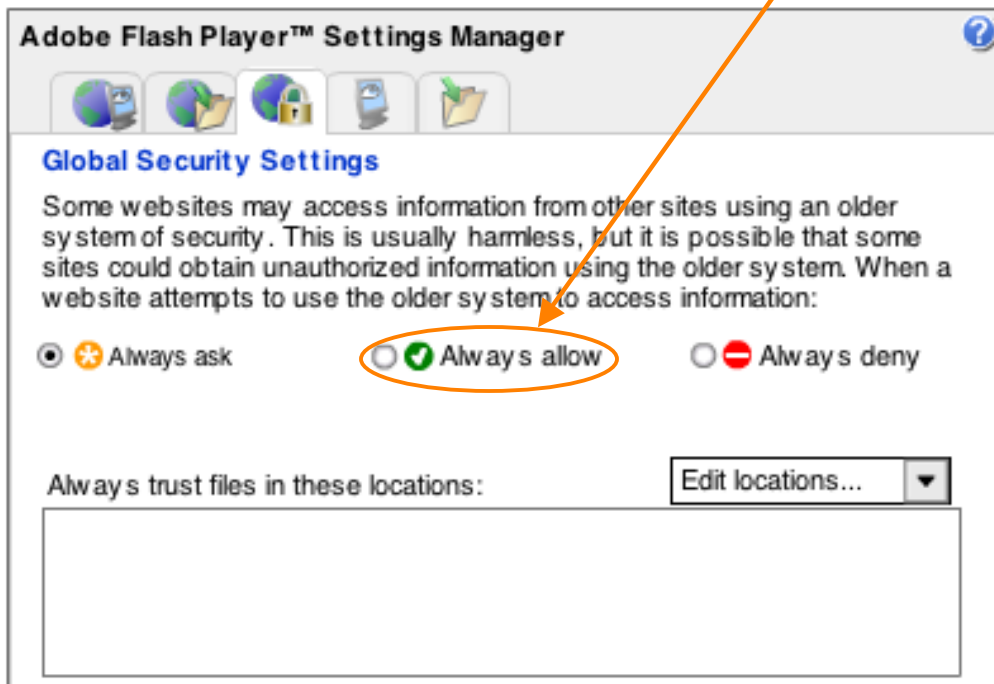 Adobe Flash Player™ Settings Manager
?
Global Security Settings
Some websites may access information from other sites using an older
system of security. This is usually harmless, but it is possible that some
sites could obtain unauthorized information using the older system. When a
website attempts to use the older system to access information:
Always ask Always allow Always deny
Always trust files in these locations: Edit locations...